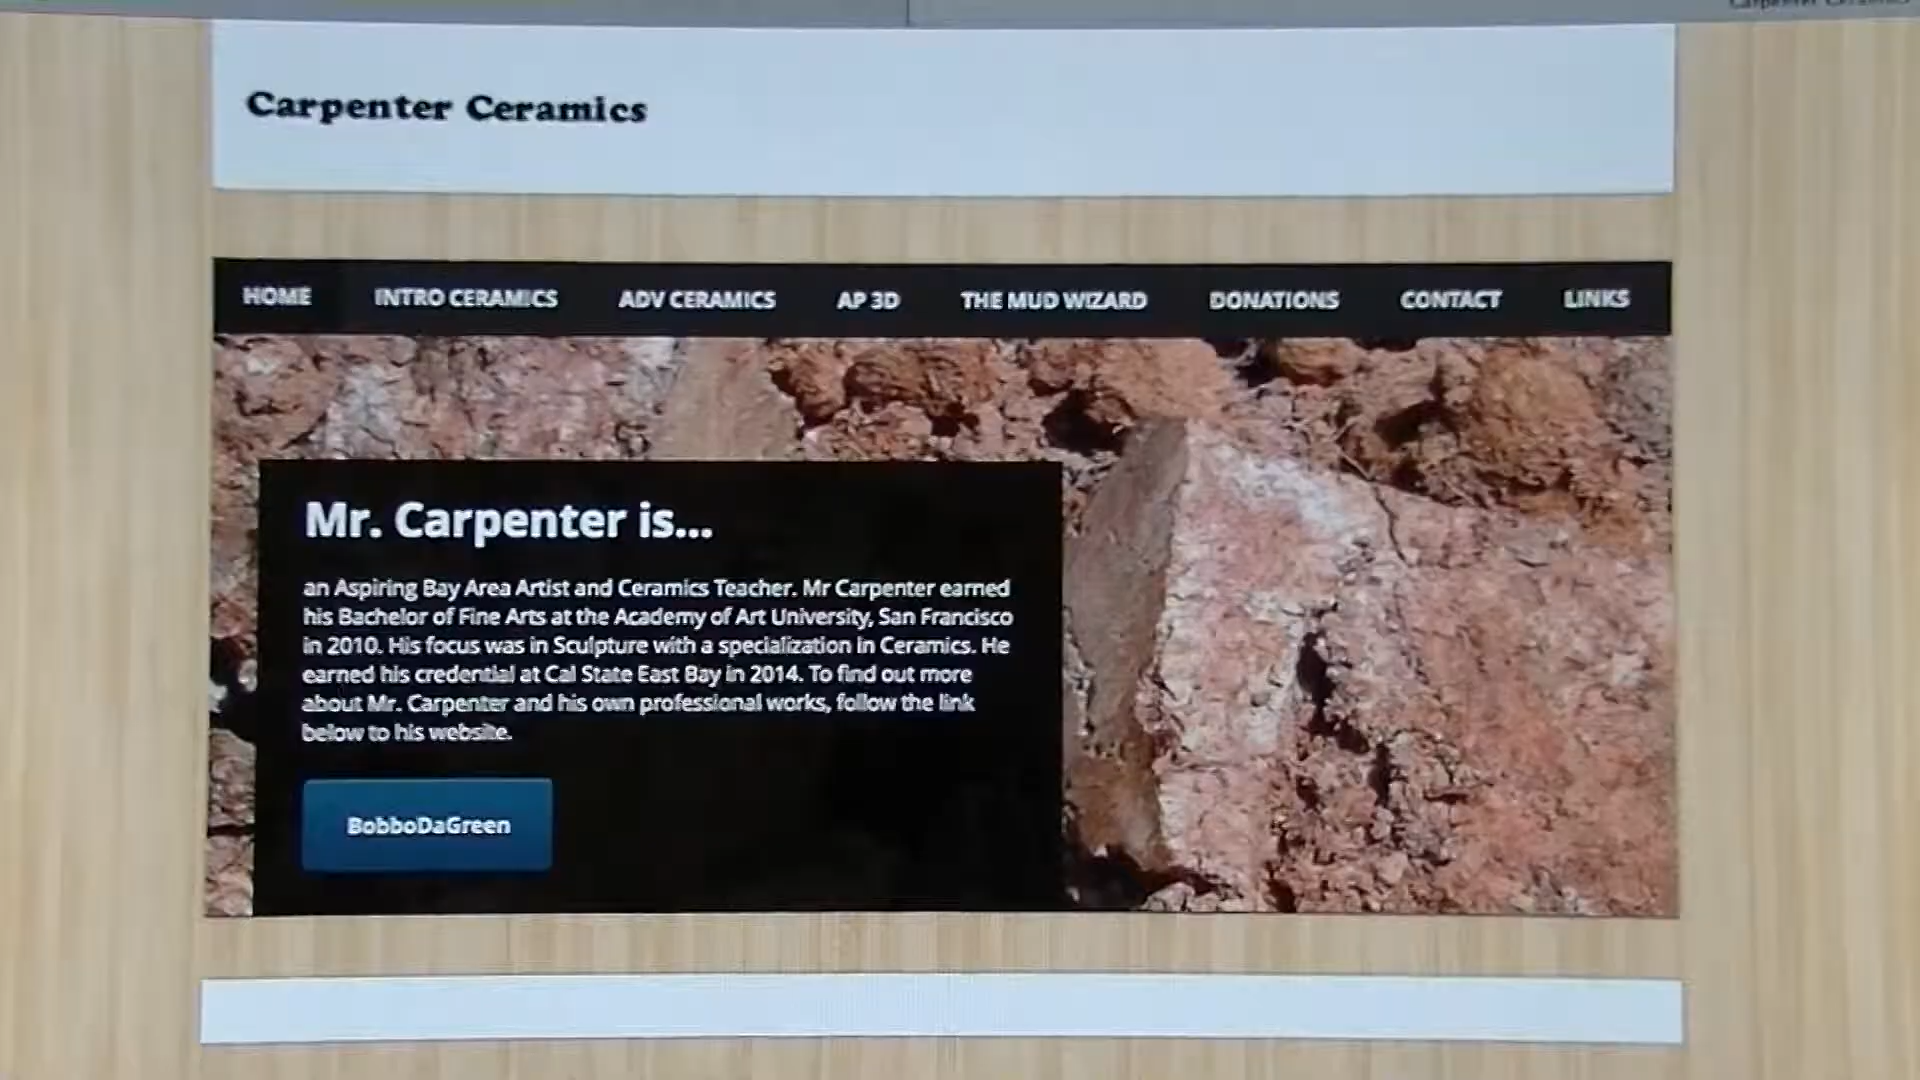 Carpenter Ceramics
Carpenter Ceramics
HOME INTRO CERAMICS ADV CERAMICS AP 3D THE MUD WIZARD DONATIONS CONTACT LINKS
Mr. Carpenter is...
an Aspiring Bay Area Artist and Ceramics Teacher. Mr Carpenter earned
his Bachelor of Fine Arts at the Academy of Art University, San Francisco
in 2010. His focus was in Sculpture with a specialization in Ceramics. He
earned his credential at Cal State East Bay in 2014. To find out more
about Mr. Carpenter and his own professional works, follow the link
below to his website.
BobboDaGreen